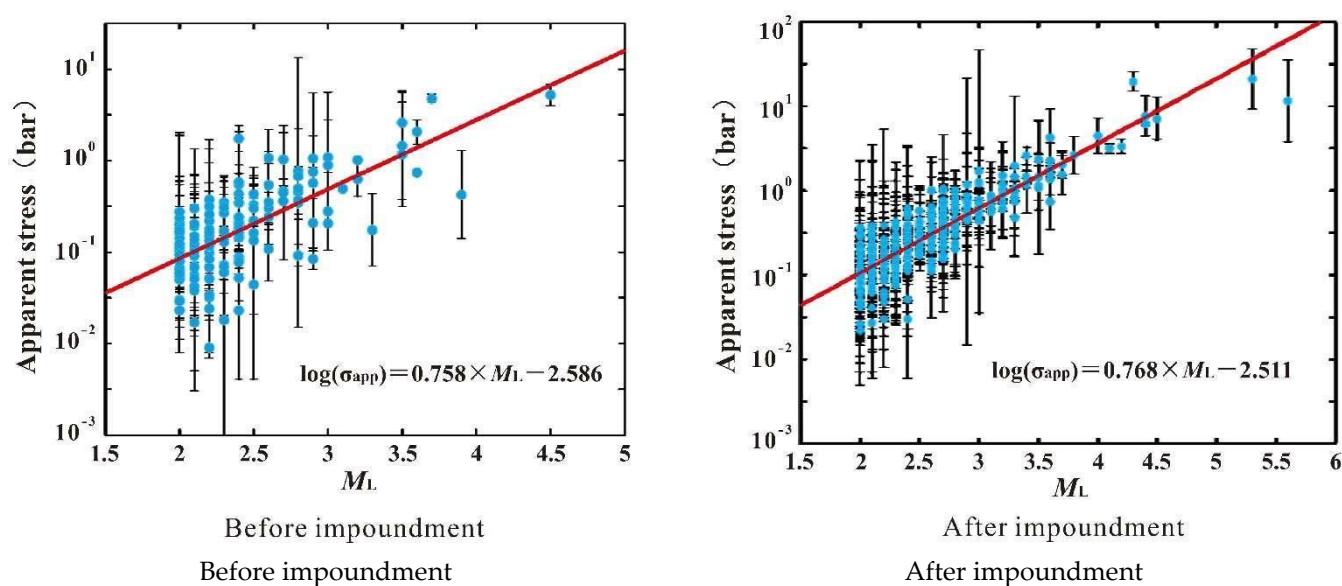 10¹
10⁰
10⁻¹
10⁻²
10⁻³
Apparent stress（bar）
log(σapp)＝0.758×ML－2.586
1.5 2 2.5 3 3.5 4 4.5 5
ML
Before impoundment
Before impoundment
10²
10¹
10⁰
10⁻¹
10⁻²
10⁻³
Apparent stress（bar）
log(σapp)＝0.768×ML－2.511
1.5 2 2.5 3 3.5 4 4.5 5 5.5 6
ML
After impoundment
After impoundment